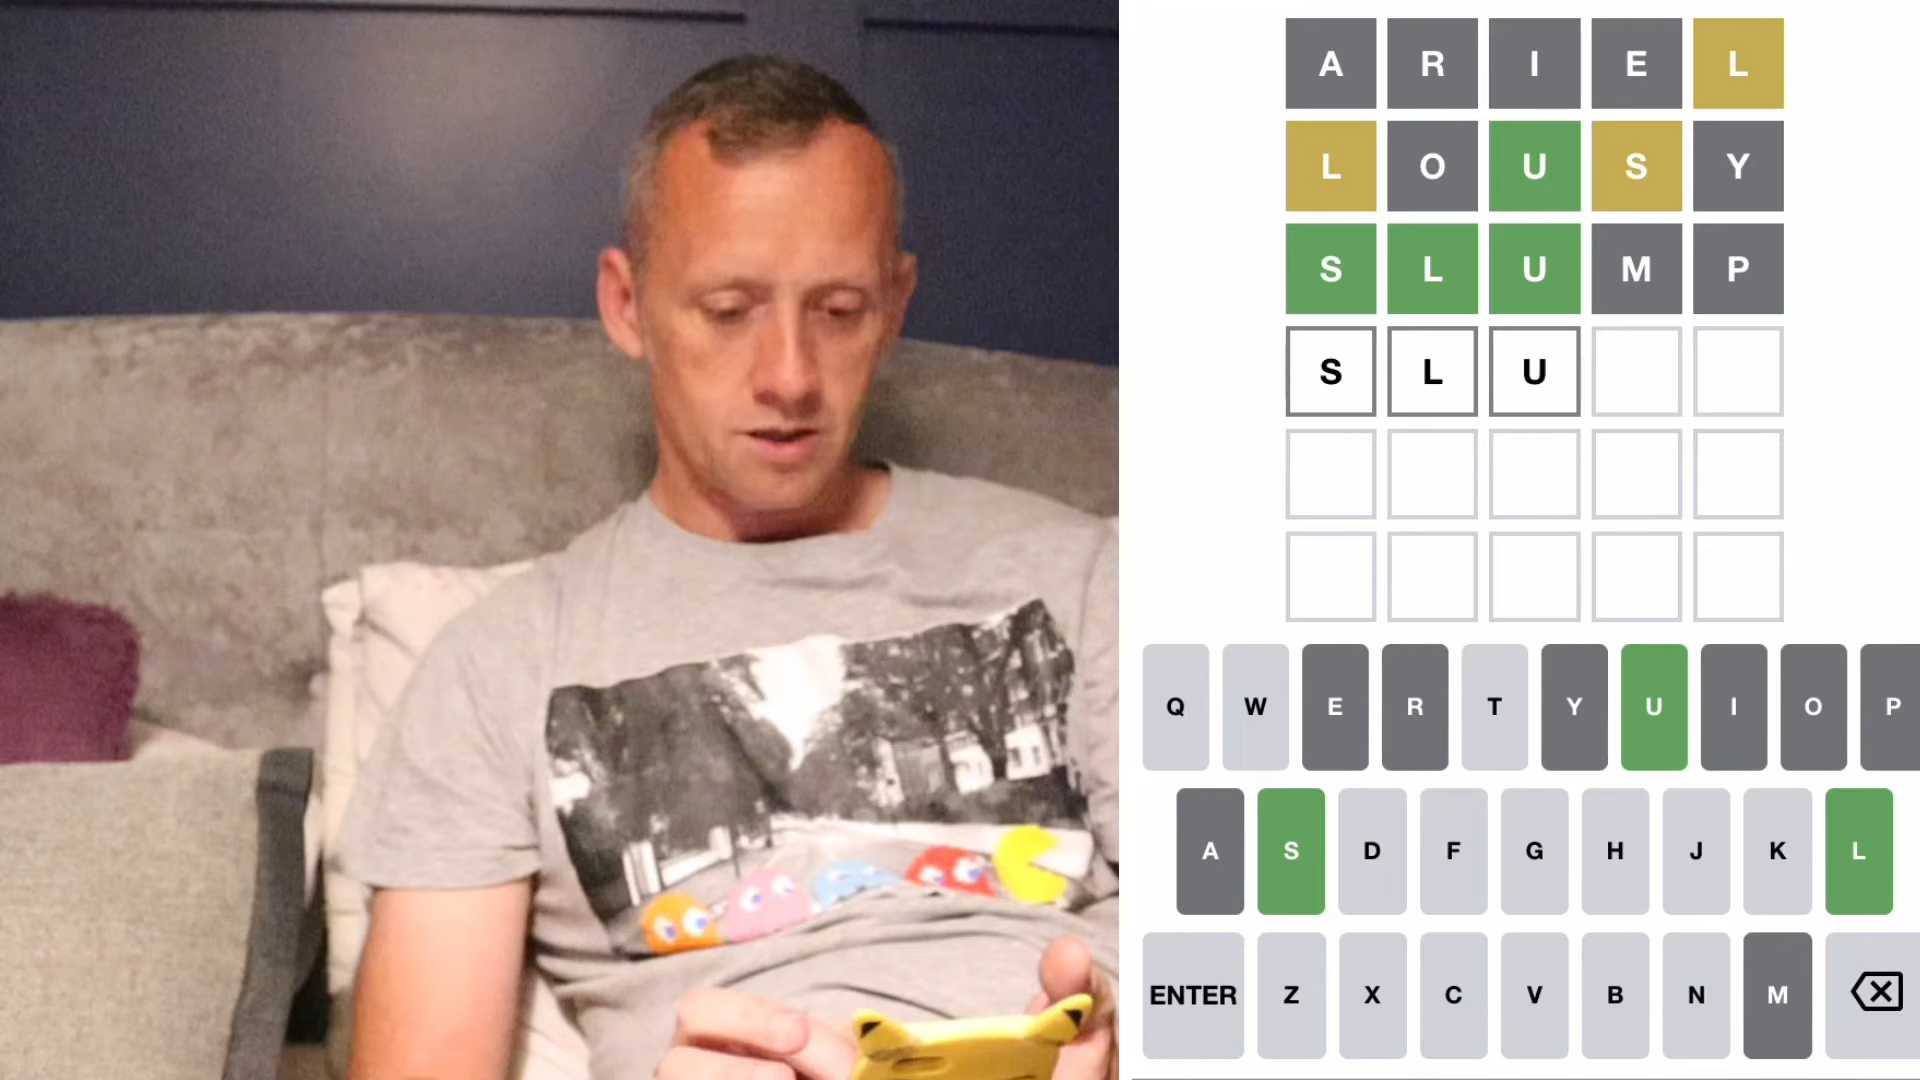 A R I E L
L O U S Y
S L U M P
S L U
Q W E R T Y U I O P
A S D F G H J K L
ENTER Z X C V B N M